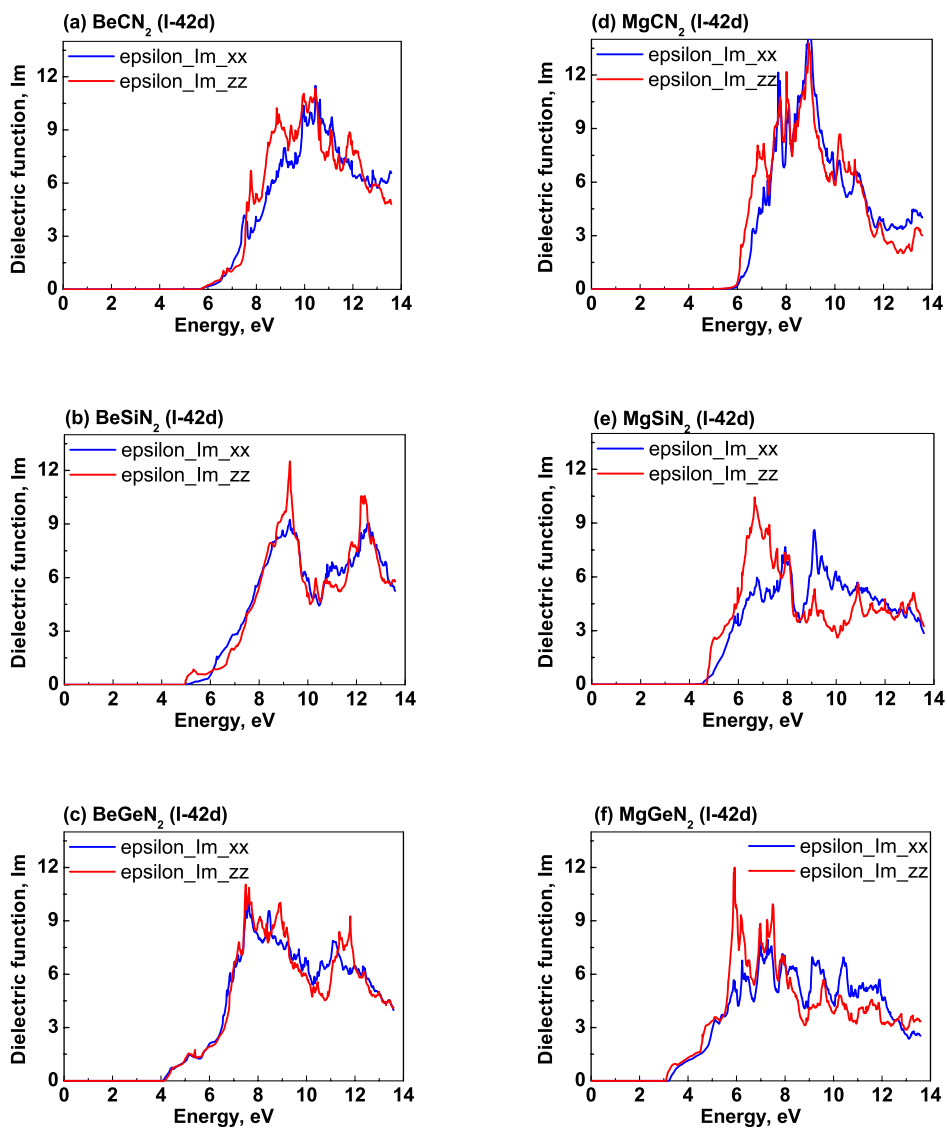 (a) BeCN₂ (I-42d)
epsilon_Im_xx
epsilon_Im_zz
Dielectric function, Im
12
9
6
3
0
0 2 4 6 8 10 12 14
Energy, eV
(d) MgCN₂ (I-42d)
epsilon_Im_xx
epsilon_Im_zz
Dielectric function, Im
12
9
6
3
0
0 2 4 6 8 10 12 14
Energy, eV
(b) BeSiN₂ (I-42d)
epsilon_Im_xx
epsilon_Im_zz
Dielectric function, Im
12
9
6
3
0
0 2 4 6 8 10 12 14
Energy, eV
(e) MgSiN₂ (I-42d)
epsilon_Im_xx
epsilon_Im_zz
Dielectric function, Im
12
9
6
3
0
0 2 4 6 8 10 12 14
Energy, eV
(c) BeGeN₂ (I-42d)
epsilon_Im_xx
epsilon_Im_zz
Dielectric function, Im
12
9
6
3
0
0 2 4 6 8 10 12 14
Energy, eV
(f) MgGeN₂ (I-42d)
epsilon_Im_xx
epsilon_Im_zz
Dielectric function, Im
12
9
6
3
0
0 2 4 6 8 10 12 14
Energy, eV